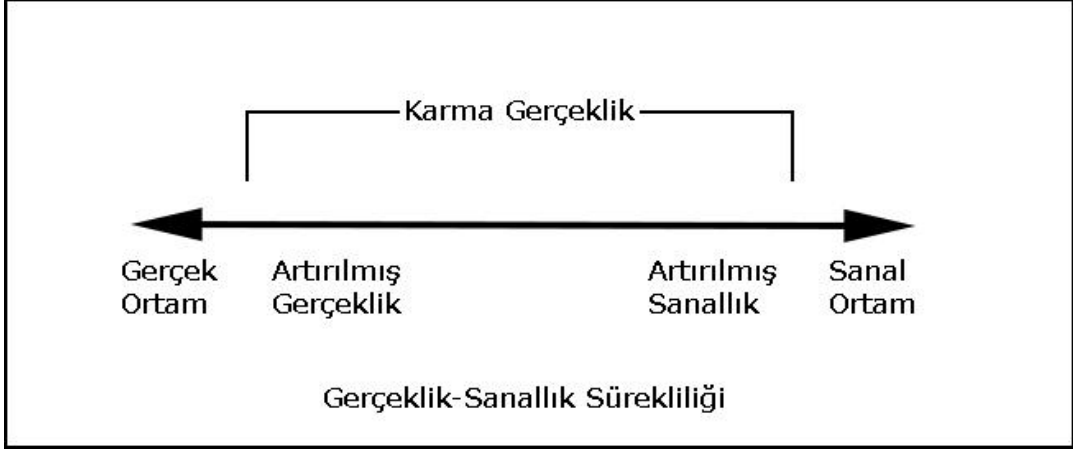 Karma Gerçeklik
Gerçek Ortam
Artırılmış Gerçeklik
Artırılmış Sanallık
Sanal Ortam
Gerçeklik-Sanallık Sürekliliği